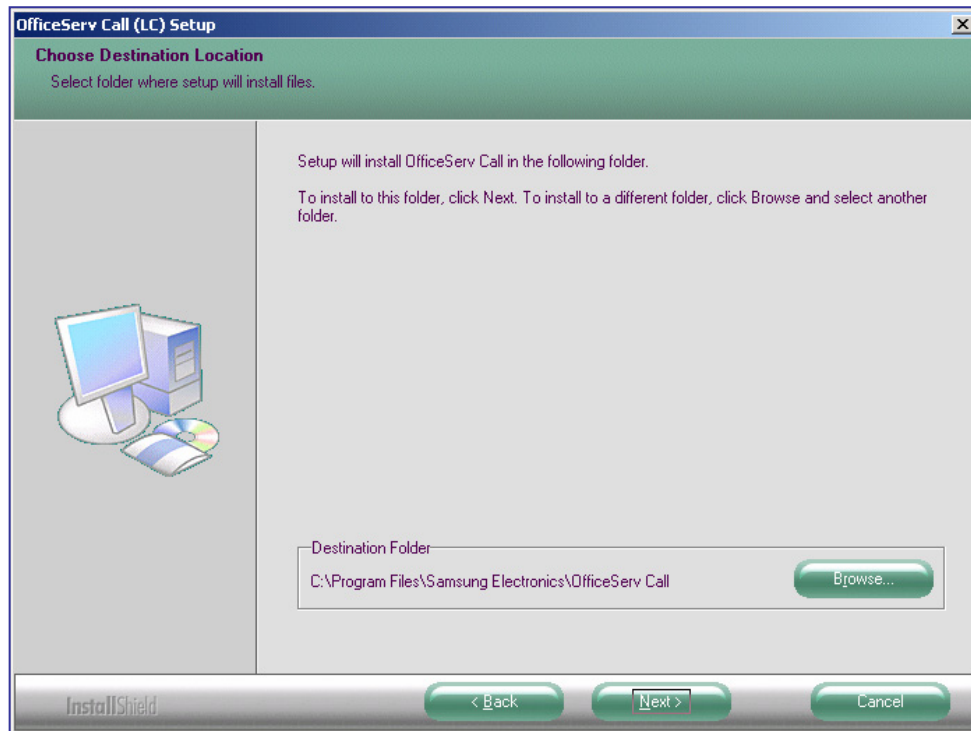 OfficeServ Call (LC) Setup
Choose Destination Location
Select folder where setup will install files.
Setup will install OfficeServ Call in the following folder.
To install to this folder, click Next. To install to a different folder, click Browse and select another
folder.
Destination Folder
C:\Program Files\Samsung Electronics\OfficeServ Call
Browse...
InstallShield
< Back
Next >
Cancel